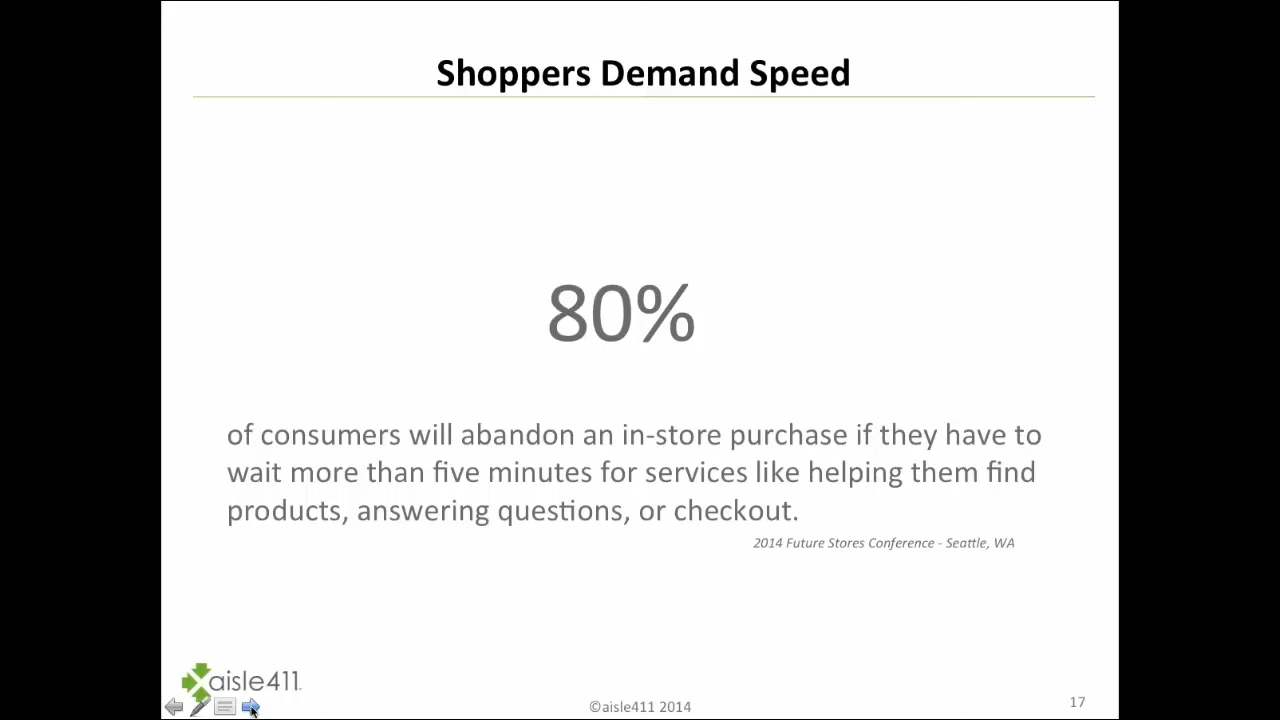 Shoppers Demand Speed
80%
of consumers will abandon an in-store purchase if they have to
wait more than five minutes for services like helping them find
products, answering questions, or checkout.
2014 Future Stores Conference - Seattle, WA
aisle411
©aisle411 2014
17